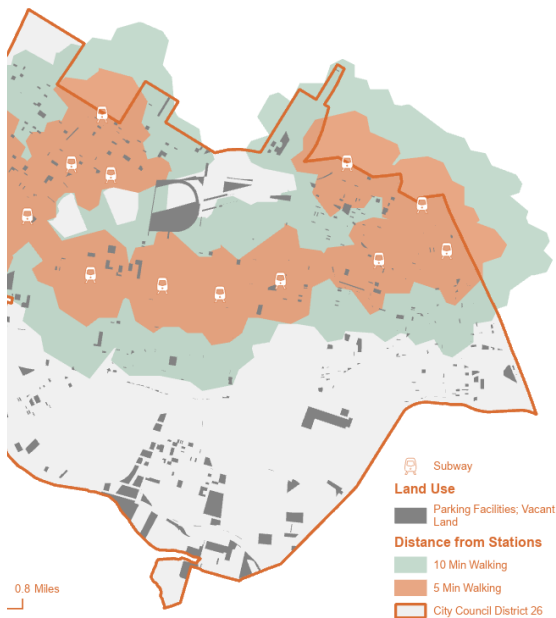 Subway
Land Use
Parking Facilities; Vacant
Land
Distance from Stations
10 Min Walking
5 Min Walking
City Council District 26
0.8 Miles